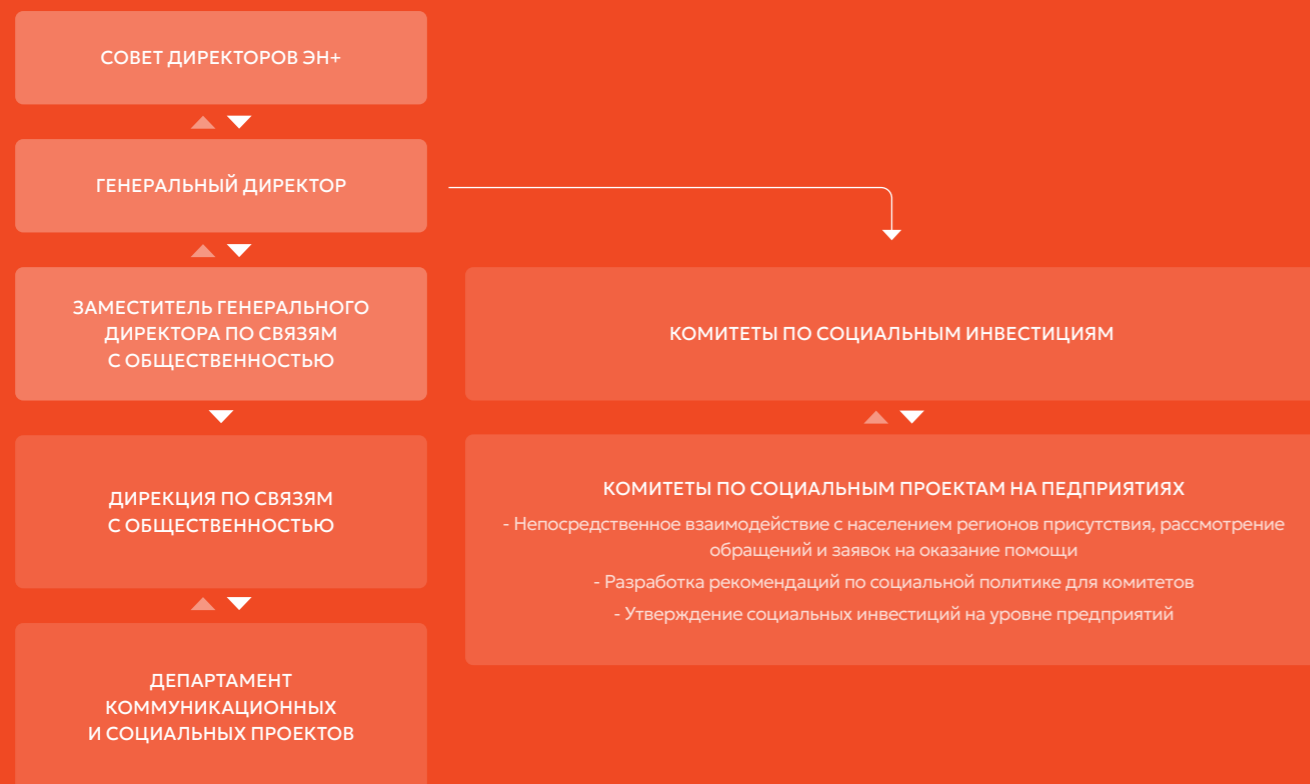 СОВЕТ ДИРЕКТОРОВ ЭН+
ГЕНЕРАЛЬНЫЙ ДИРЕКТОР
ЗАМЕСТИТЕЛЬ ГЕНЕРАЛЬНОГО
ДИРЕКТОРА ПО СВЯЗЯМ
С ОБЩЕСТВЕННОСТЬЮ
ДИРЕКЦИЯ ПО СВЯЗЯМ
С ОБЩЕСТВЕННОСТЬЮ
ДЕПАРТАМЕНТ
КОММУНИКАЦИОННЫХ
И СОЦИАЛЬНЫХ ПРОЕКТОВ
КОМИТЕТЫ ПО СОЦИАЛЬНЫМ ИНВЕСТИЦИЯМ
КОМИТЕТЫ ПО СОЦИАЛЬНЫМ ПРОЕКТАМ НА ПЕДПРИЯТИЯХ
- Непосредственное взаимодействие с населением регионов присутствия, рассмотрение
обращений и заявок на оказание помощи
- Разработка рекомендаций по социальной политике для комитетов
- Утверждение социальных инвестиций на уровне предприятий